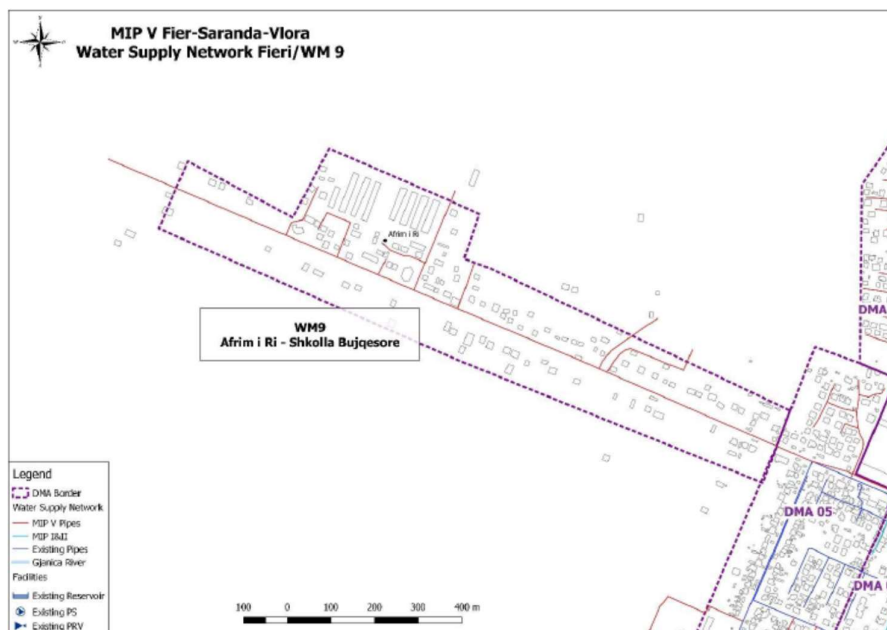 MIP V Fier-Saranda-Vlora
Water Supply Network Fieri/WM 9
Afrim i Ri
WM9
Afrim i Ri - Shkolla Bujqesore
DMA
DMA 05
DMA
Legend
DMA Border
Water Supply Network
MIP V Pipes
MIP I&II
Existing Pipes
Gjanica River
Facilities
Existing Reservoir
Existing PS
Existing PRV
100 0 100 200 300 400 m